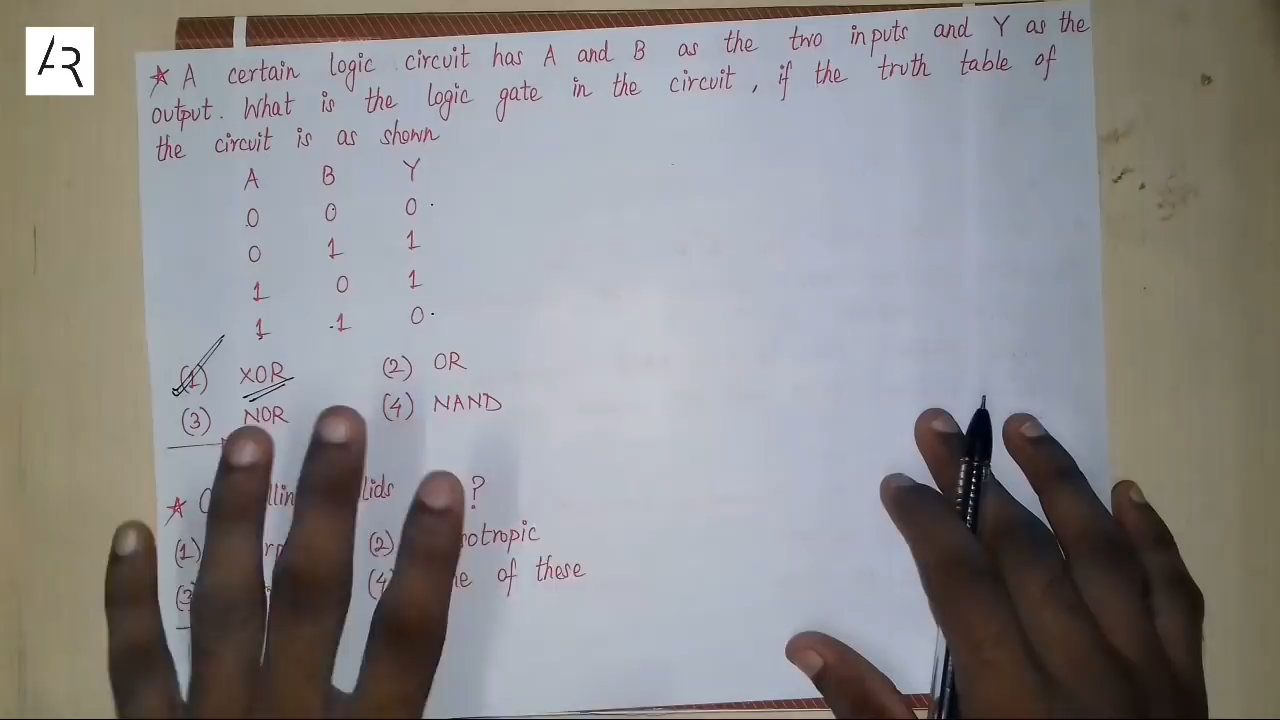 AR
★ A certain logic circuit has A and B as the two inputs and Y as the
output. What is the logic gate in the circuit, if the truth table of
the circuit is as shown
A B Y
0 0 0
0 1 1
1 0 1
1 1 0
(1) XOR (2) OR
(3) NOR (4) NAND
★ ?
(1) (2)
of these